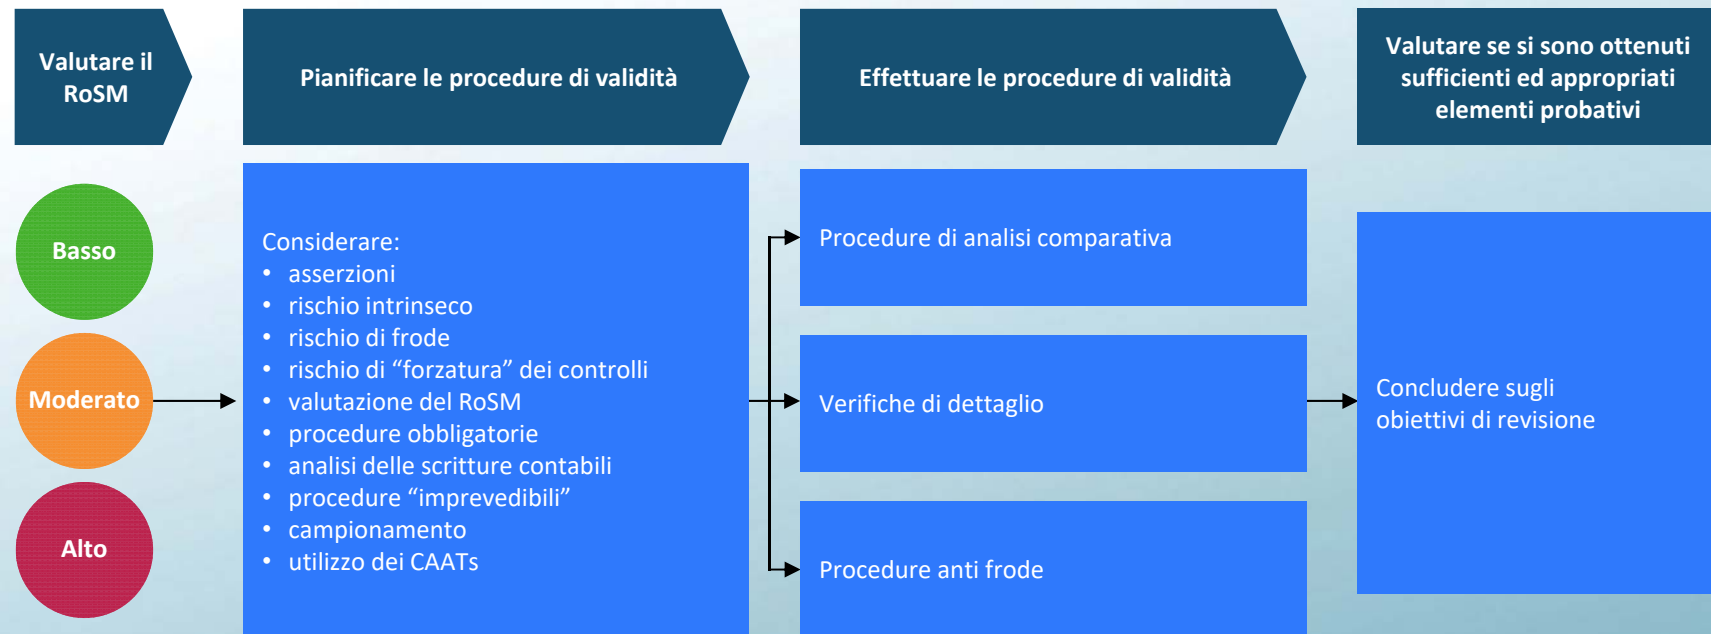 Valutare il
RoSM
Pianificare le procedure di validità
Effettuare le procedure di validità
Valutare se si sono ottenuti
sufficienti ed appropriati
elementi probativi
Basso
Moderato
Alto
Considerare:
• asserzioni
• rischio intrinseco
• rischio di frode
• rischio di “forzatura” dei controlli
• valutazione del RoSM
• procedure obbligatorie
• analisi delle scritture contabili
• procedure “imprevedibili”
• campionamento
• utilizzo dei CAATs
Procedure di analisi comparativa
Verifiche di dettaglio
Procedure anti frode
Concludere sugli
obiettivi di revisione